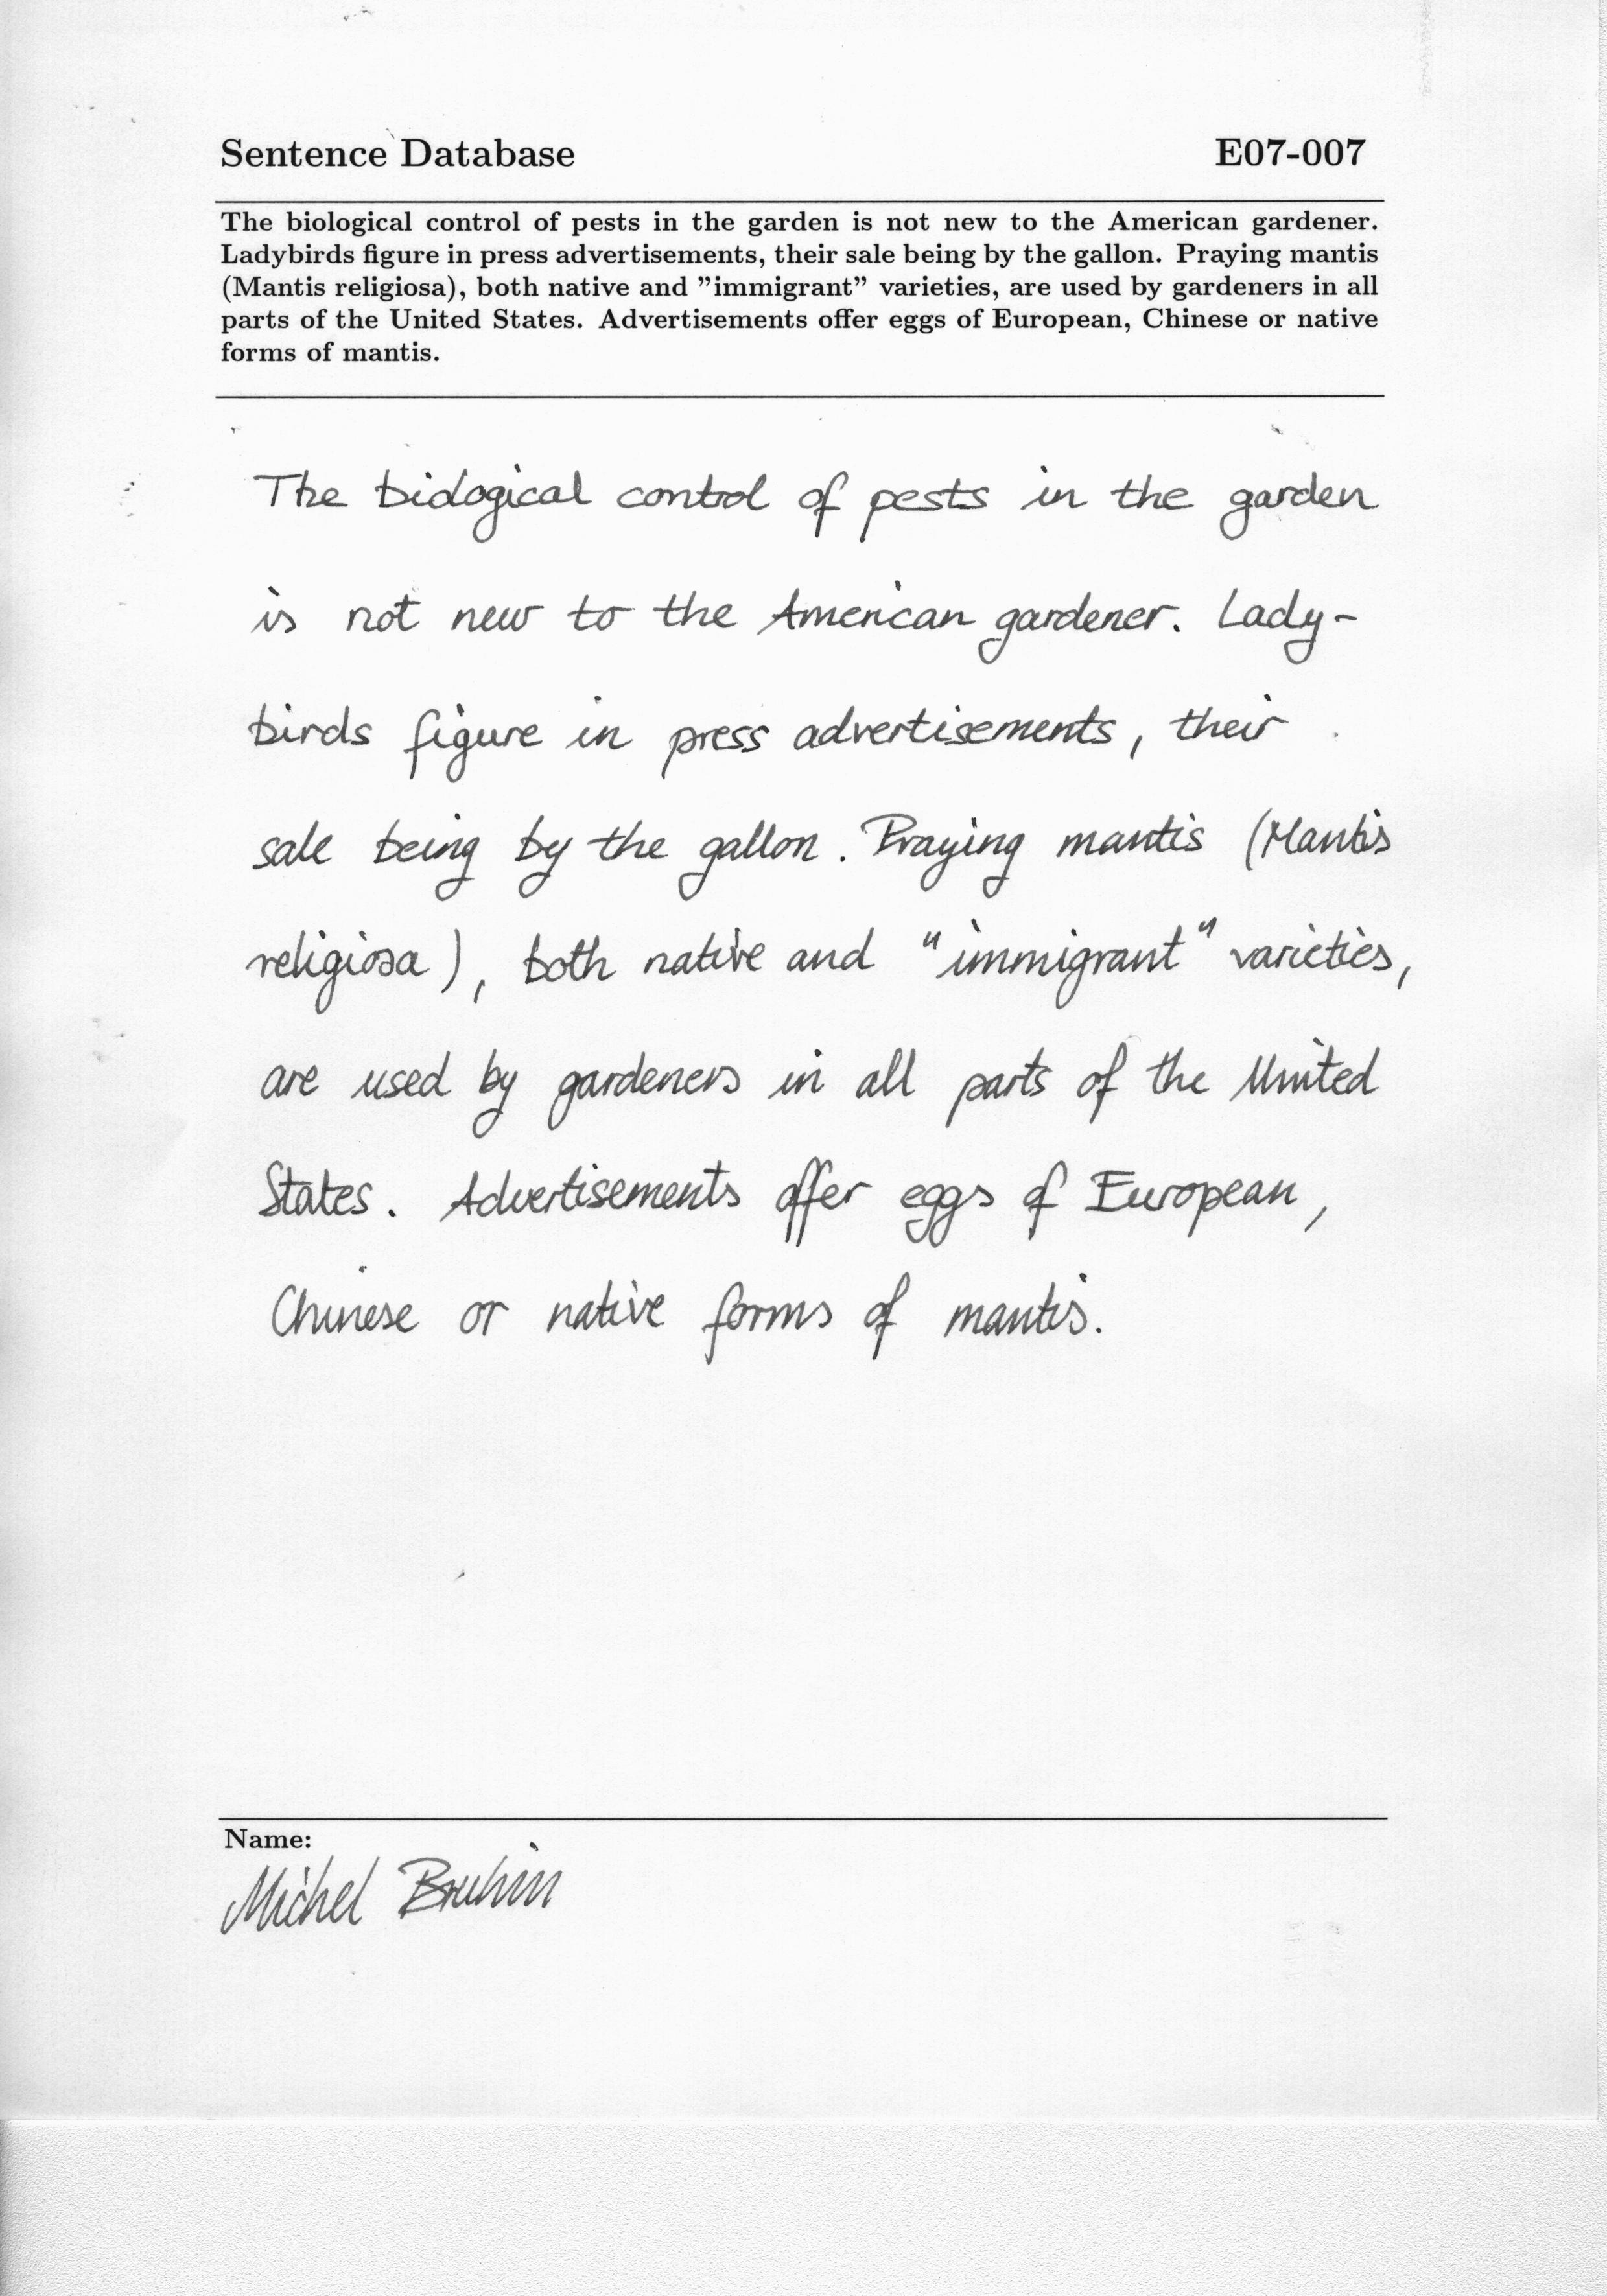 Sentence Database E07-007
The biological control of pests in the garden is not new to the American gardener.
Ladybirds figure in press advertisements, their sale being by the gallon. Praying mantis
(Mantis religiosa), both native and "immigrant" varieties, are used by gardeners in all
parts of the United States. Advertisements offer eggs of European, Chinese or native
forms of mantis.
The biological control of pests in the garden
is not new to the American gardener. Lady-
birds figure in press advertisements, their
sale being by the gallon. Praying mantis (Mantis
religiosa), both native and "immigrant" varieties,
are used by gardeners in all parts of the United
States. Advertisements offer eggs of European,
Chinese or native forms of mantis.
Name:
Michel Bruhin